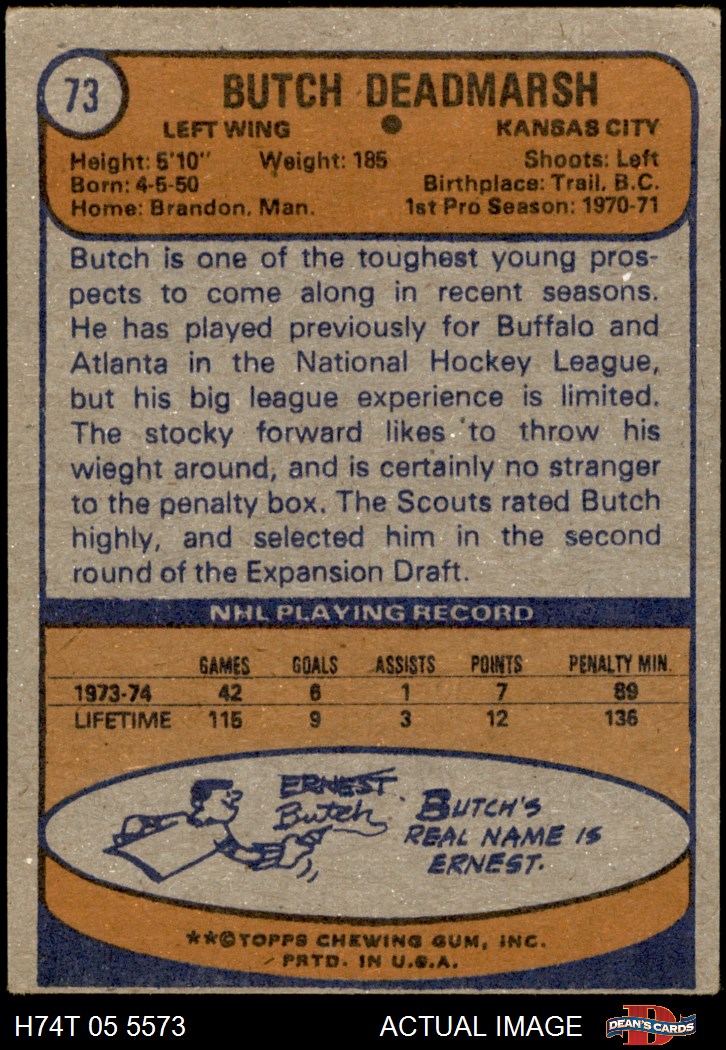 73
BUTCH DEADMARSH
LEFT WING ● KANSAS CITY
Height: 5'10" Weight: 185 Shoots: Left
Born: 4-5-50 Birthplace: Trail, B.C.
Home: Brandon, Man. 1st Pro Season: 1970-71
Butch is one of the toughest young pros-
pects to come along in recent seasons.
He has played previously for Buffalo and
Atlanta in the National Hockey League,
but his big league experience is limited.
The stocky forward likes to throw his
wieght around, and is certainly no stranger
to the penalty box. The Scouts rated Butch
highly, and selected him in the second
round of the Expansion Draft.
NHL PLAYING RECORD
GAMES GOALS ASSISTS POINTS PENALTY MIN.
1973-74 42 6 1 7 89
LIFETIME 115 9 3 12 136
ERNEST
Butch
BUTCH'S
REAL NAME IS
ERNEST.
**©TOPPS CHEWING GUM, INC.
PRTD. IN U.S.A.
H74T 05 5573 ACTUAL IMAGE DEAN'S CARDS